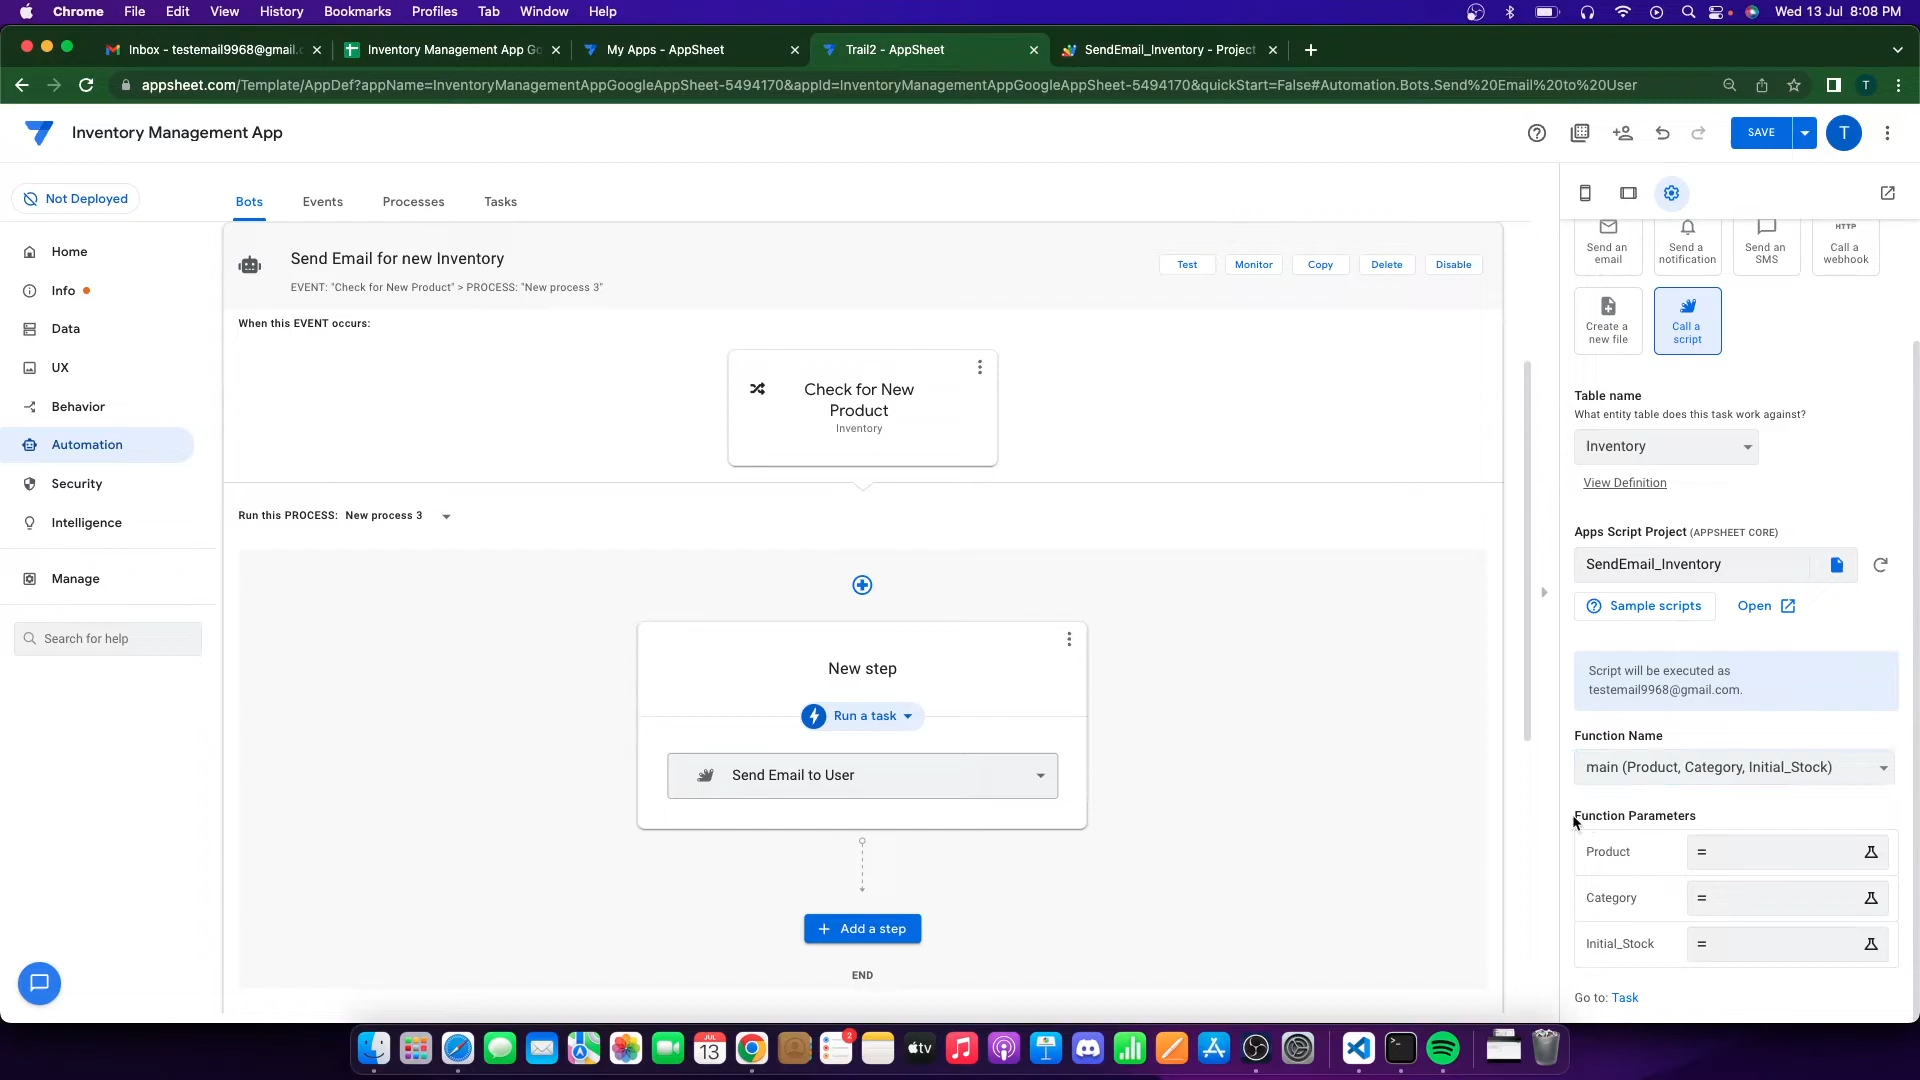 Chrome File Edit View History Bookmarks Profiles Tab Window Help
Wed 13 Jul 8:08 PM
Inbox - testemail9968@gmail.c
Inventory Management App Go
My Apps - AppSheet
Trail2 - AppSheet
SendEmail_Inventory - Project
appsheet.com/Template/AppDef?appName=InventoryManagementAppGoogleAppSheet-5494170&appId=InventoryManagementAppGoogleAppSheet-5494170&quickStart=False#Automation.Bots.Send%20Email%20to%20User
T
Inventory Management App
SAVE
T
Not Deployed
Bots Events Processes Tasks
Home
Info
Data
UX
Behavior
Automation
Security
Intelligence
Manage
Search for help
Send Email for new Inventory
EVENT: "Check for New Product" > PROCESS: "New process 3"
Test Monitor Copy Delete Disable
When this EVENT occurs:
Check for New
Product
Inventory
Run this PROCESS: New process 3
New step
Run a task
Send Email to User
+ Add a step
END
Send an
email
Send a
notification
Send an
SMS
HTTP
Call a
webhook
Create a
new file
Call a
script
Table name
What entity table does this task work against?
Inventory
View Definition
Apps Script Project (APPSHEET CORE)
SendEmail_Inventory
Sample scripts
Open
Script will be executed as
testemail9968@gmail.com.
Function Name
main (Product, Category, Initial_Stock)
Function Parameters
Product =
Category =
Initial_Stock =
Go to: Task
JUL
13
2
tv